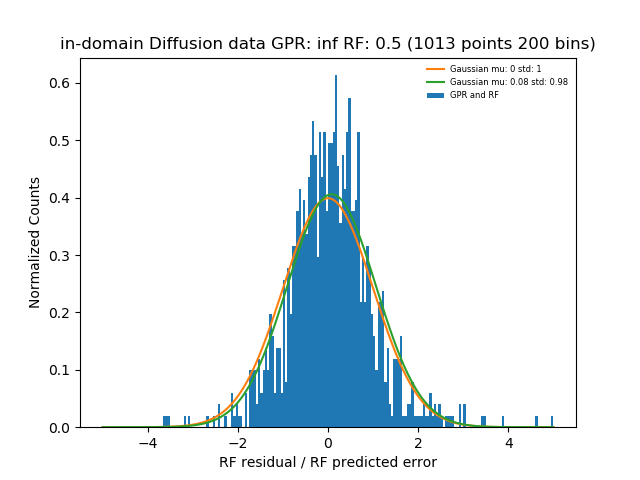 in-domain Diffusion data GPR: inf RF: 0.5 (1013 points 200 bins)
Gaussian mu: 0 std: 1
Gaussian mu: 0.08 std: 0.98
GPR and RF
Normalized Counts
0.6
0.5
0.4
0.3
0.2
0.1
0.0
−4 −2 0 2 4
RF residual / RF predicted error